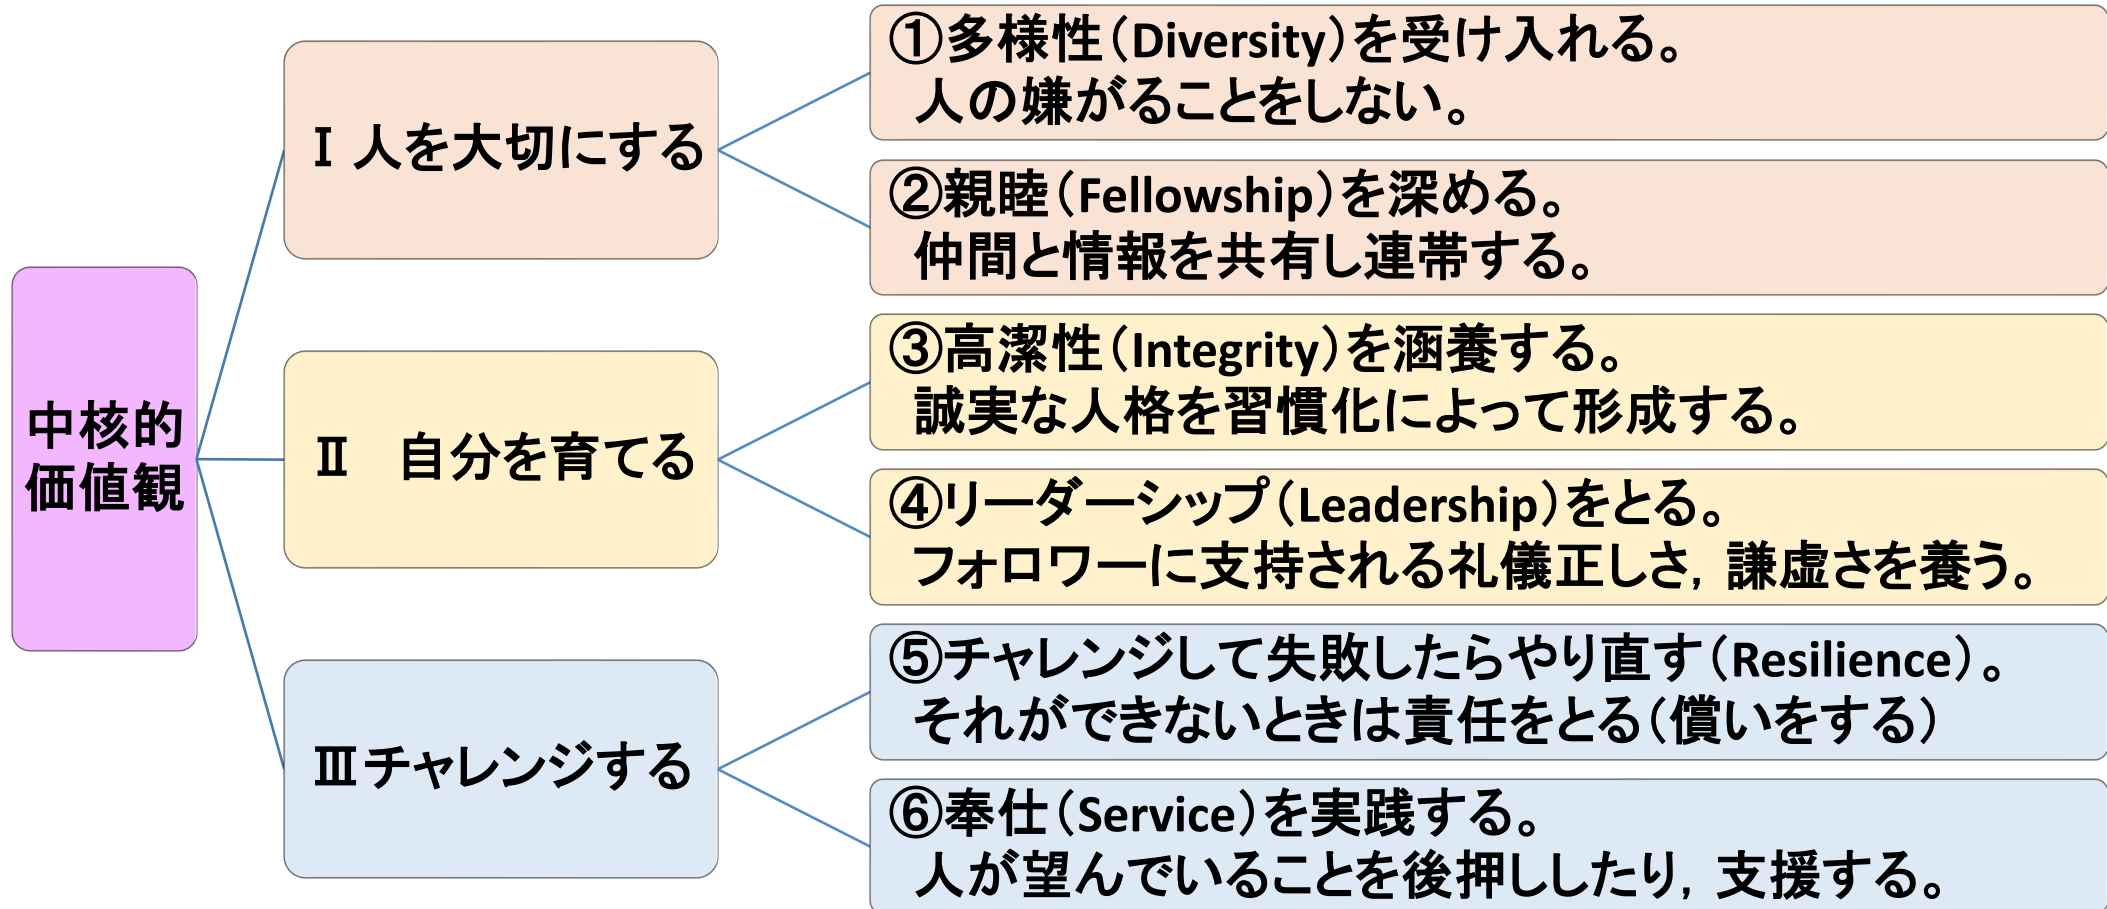 中核的
価値観
Ⅰ 人を大切にする
①多様性（Diversity）を受け入れる。
人の嫌がることをしない。
②親睦（Fellowship）を深める。
仲間と情報を共有し連帯する。
Ⅱ　自分を育てる
③高潔性（Integrity）を涵養する。
誠実な人格を習慣化によって形成する。
④リーダーシップ（Leadership）をとる。
フォロワーに支持される礼儀正しさ，謙虚さを養う。
Ⅲチャレンジする
⑤チャレンジして失敗したらやり直す（Resilience）。
それができないときは責任をとる（償いをする）
⑥奉仕（Service）を実践する。
人が望んでいることを後押ししたり，支援する。